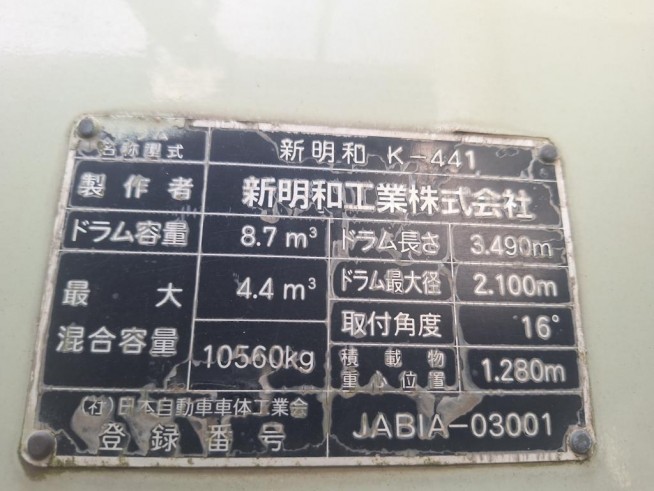 名称型式 新明和 K-441
製作者 新明和工業株式会社
ドラム容量 8.7 m³ ドラム長さ 3.490m
最大混合容量 4.4 m³ ドラム最大径 2.100m
取付角度 16°
10560kg 積載物重心位置 1.280m
(社)日本自動車車体工業会
登録番号 JABIA-03001